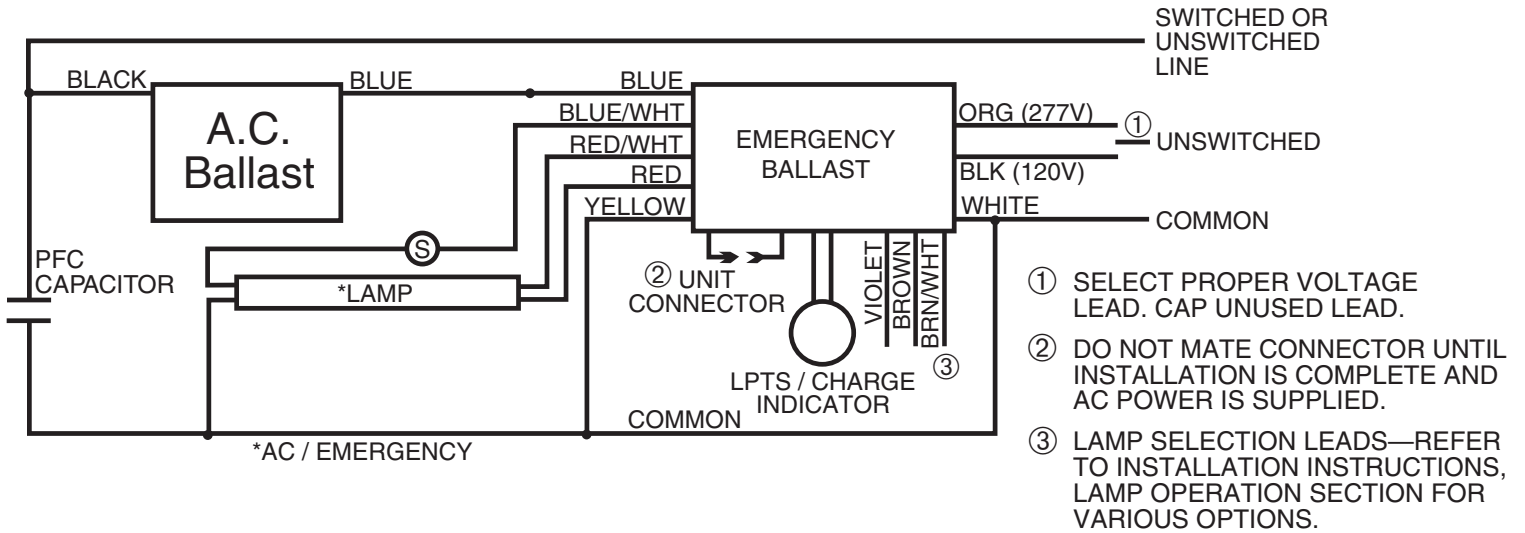 SWITCHED OR
UNSWITCHED
LINE
BLACK
BLUE
BLUE
A.C.
Ballast
BLUE/WHT
RED/WHT
RED
YELLOW
EMERGENCY
BALLAST
ORG (277V)
① UNSWITCHED
BLK (120V)
WHITE
COMMON
S
PFC
CAPACITOR
*LAMP
② UNIT
CONNECTOR
VIOLET
BROWN
BRN/WHT
③
LPTS / CHARGE
INDICATOR
COMMON
*AC / EMERGENCY
① SELECT PROPER VOLTAGE
LEAD. CAP UNUSED LEAD.
② DO NOT MATE CONNECTOR UNTIL
INSTALLATION IS COMPLETE AND
AC POWER IS SUPPLIED.
③ LAMP SELECTION LEADS—REFER
TO INSTALLATION INSTRUCTIONS,
LAMP OPERATION SECTION FOR
VARIOUS OPTIONS.